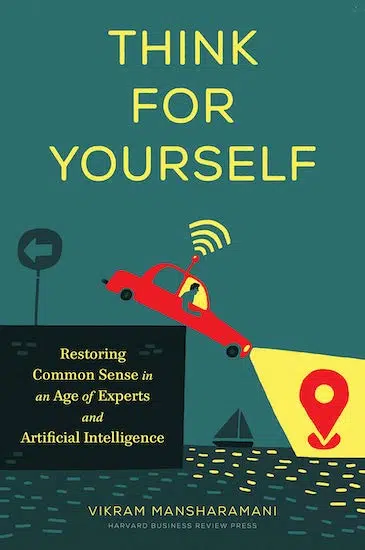 THINK
FOR
YOURSELF
Restoring
Common Sense in
an Age of Experts
and
Artificial Intelligence
VIKRAM MANSHARAMANI
HARVARD BUSINESS REVIEW PRESS